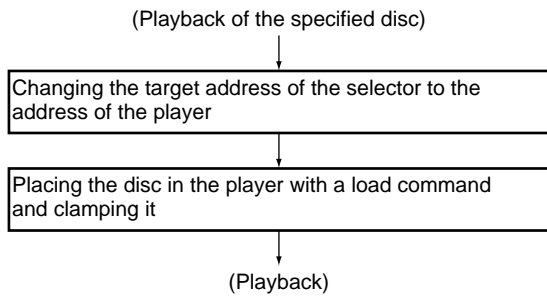 (Playback of the specified disc)
Changing the target address of the selector to the
address of the player
Placing the disc in the player with a load command
and clamping it
(Playback)